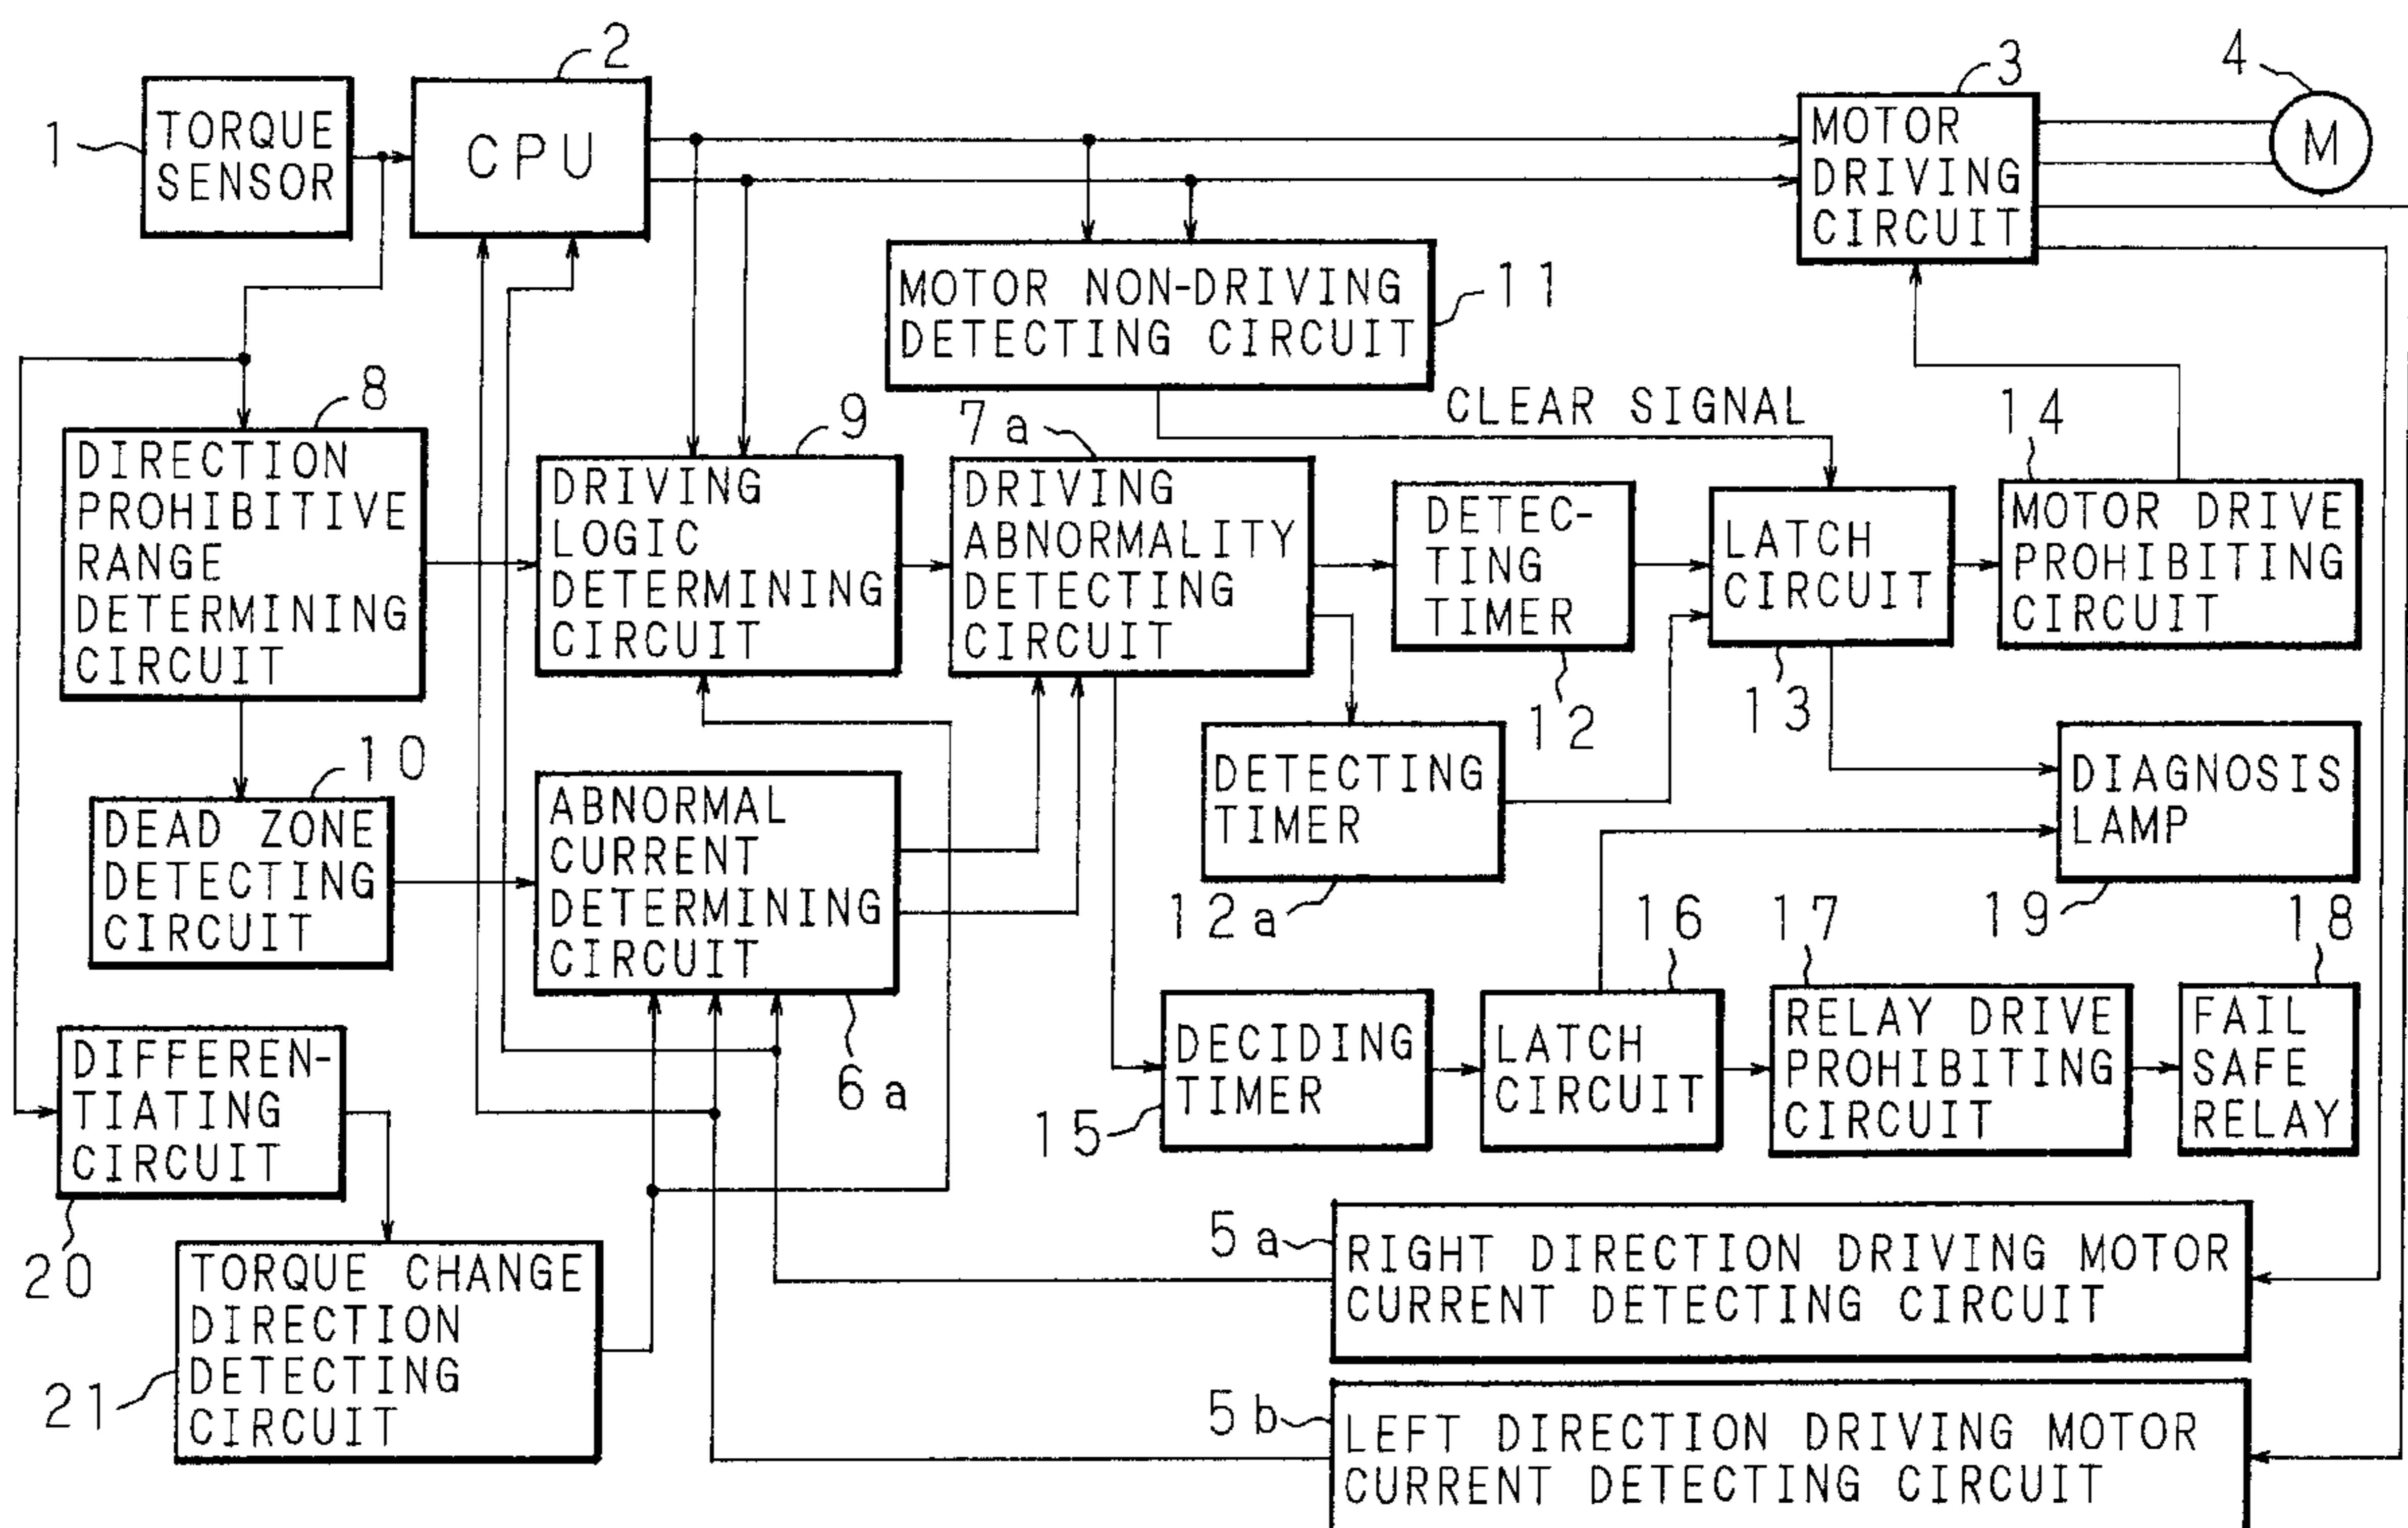 1
TORQUE
SENSOR
2
CPU
3
MOTOR
DRIVING
CIRCUIT
4
M
MOTOR NON-DRIVING
DETECTING CIRCUIT
11
CLEAR SIGNAL
8
DIRECTION
PROHIBITIVE
RANGE
DETERMINING
CIRCUIT
9
DRIVING
LOGIC
DETERMINING
CIRCUIT
7a
DRIVING
ABNORMALITY
DETECTING
CIRCUIT
DETEC-
TING
TIMER
12
LATCH
CIRCUIT
13
14
MOTOR DRIVE
PROHIBITING
CIRCUIT
10
DEAD ZONE
DETECTING
CIRCUIT
ABNORMAL
CURRENT
DETERMINING
CIRCUIT
6a
DETECTING
TIMER
12a
DIAGNOSIS
LAMP
19
DIFFEREN-
TIATING
CIRCUIT
20
DECIDING
TIMER
15
16
LATCH
CIRCUIT
17
RELAY DRIVE
PROHIBITING
CIRCUIT
18
FAIL
SAFE
RELAY
21
TORQUE CHANGE
DIRECTION
DETECTING
CIRCUIT
5a
RIGHT DIRECTION DRIVING MOTOR
CURRENT DETECTING CIRCUIT
5b
LEFT DIRECTION DRIVING MOTOR
CURRENT DETECTING CIRCUIT